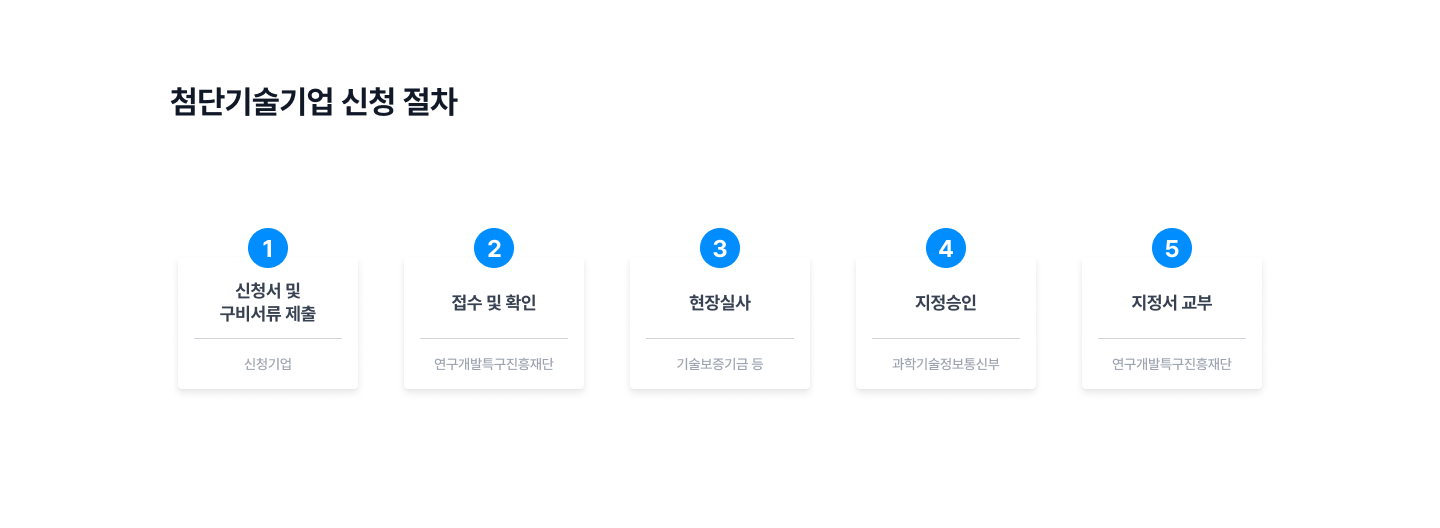 첨단기술기업 신청 절차
1
신청서 및
구비서류 제출
신청기업
2
접수 및 확인
연구개발특구진흥재단
3
현장실사
기술보증기금 등
4
지정승인
과학기술정보통신부
5
지정서 교부
연구개발특구진흥재단